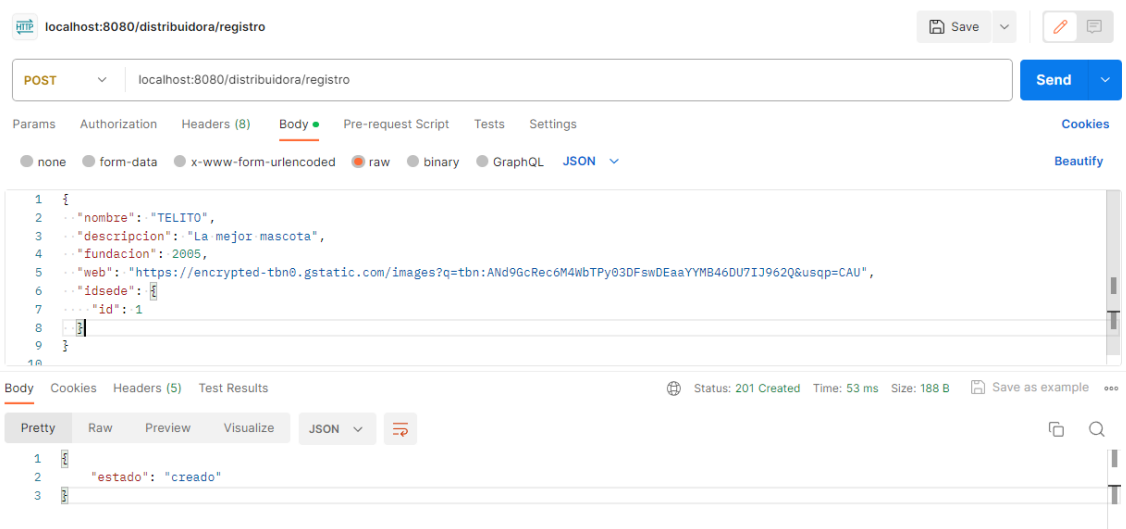 HTTP localhost:8080/distribuidora/registro Save
POST localhost:8080/distribuidora/registro Send
Params Authorization Headers (8) Body Pre-request Script Tests Settings Cookies
none form-data x-www-form-urlencoded raw binary GraphQL JSON Beautify
1 {
2 "nombre": "TELITO",
3 "descripcion": "La mejor mascota",
4 "fundacion": 2005,
5 "web": "https://encrypted-tbn0.gstatic.com/images?q=tbn:ANd9GcRec6M4WbTPy03DFswDEaaYYMB46DU7IJ962Q&usqp=CAU",
6 "idsede": {
7 "id": 1
8 }
9 }
10
Body Cookies Headers (5) Test Results Status: 201 Created Time: 53 ms Size: 188 B Save as example
Pretty Raw Preview Visualize JSON
1 {
2 "estado": "creado"
3 }